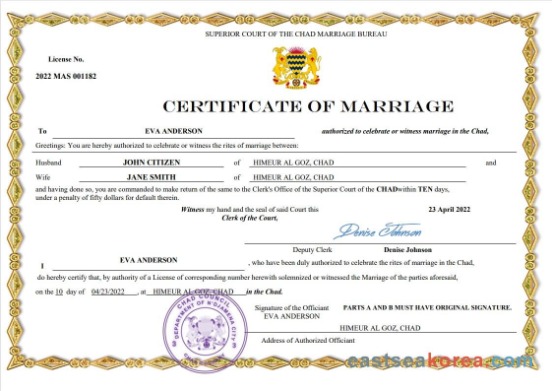 SUPERIOR COURT OF THE CHAD MARRIAGE BUREAU
License No.
2022 MAS 001182
CERTIFICATE OF MARRIAGE
To EVA ANDERSON authorized to celebrate or witness marriage in the Chad,
Greetings: You are hereby authorized to celebrate or witness the rites of marriage between:
Husband JOHN CITIZEN of HIMEUR AL GOZ, CHAD and
Wife JANE SMITH of HIMEUR AL GOZ, CHAD
and having done so, you are commanded to make return of the same to the Clerk's Office of the Superior Court of the CHADwithin TEN days,
under a penalty of fifty dollars for default therein.
Witness my hand and the seal of said Court this 23 April 2022
Clerk of the Court,
Denise Johnson
Deputy Clerk Denise Johnson
I EVA ANDERSON , who have been duly authorized to celebrate the rites of marriage in the Chad,
do hereby certify that, by authority of a License of corresponding number herewith solemnized or witnessed the Marriage of the parties aforesaid,
on the 10 day of 04/23/2022 , at HIMEUR AL GOZ, CHAD in the Chad.
CHAD COUNCIL
DEPARTMENT OF N'DJAMENA CITY
Signature of the Officiant PARTS A AND B MUST HAVE ORIGINAL SIGNATURE.
EVA ANDERSON
HIMEUR AL GOZ, CHAD
Address of Authorized Official
eastseakorea.com